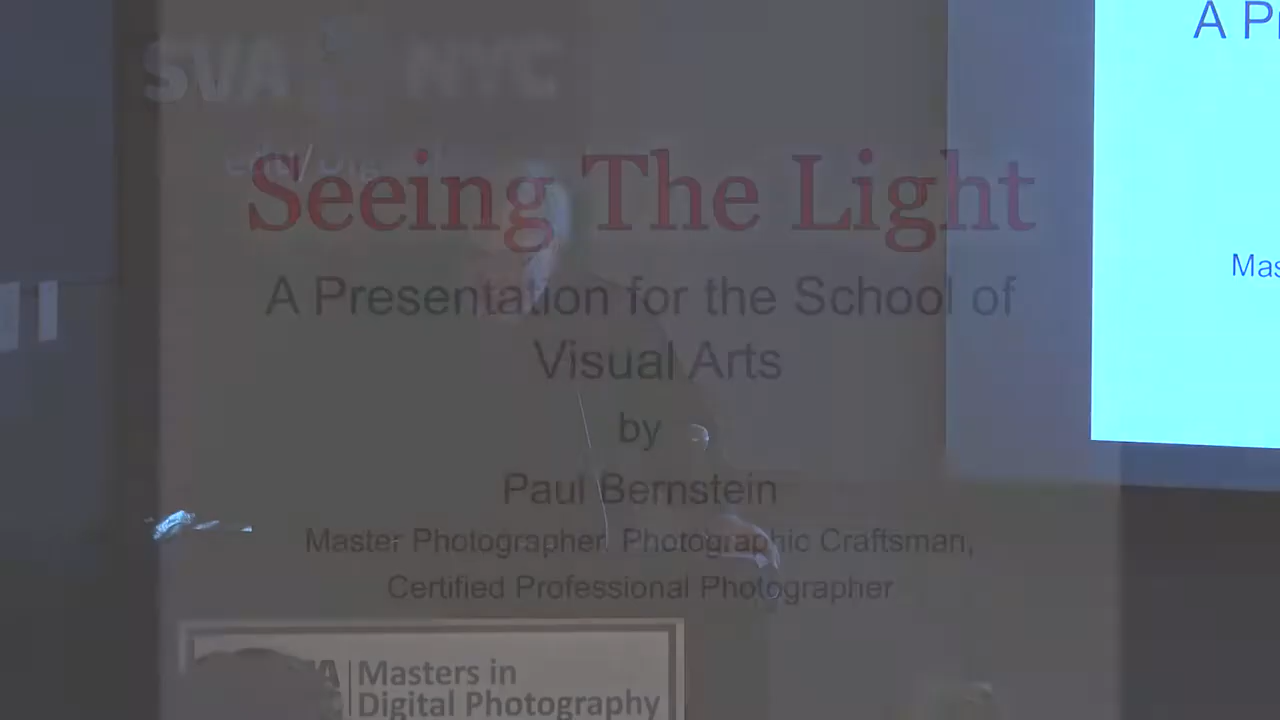 SVA NYC
A Pr
Seeing The Light
A Presentation for the School of
Visual Arts
by
Paul Bernstein
Mas
Master Photographer, Photographic Craftsman,
Certified Professional Photographer
Masters in
Digital Photography